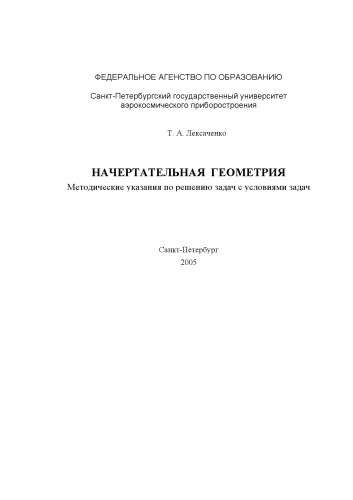 ФЕДЕРАЛЬНОЕ АГЕНСТВО ПО ОБРАЗОВАНИЮ
Санкт-Петербургский государственный университет
аэрокосмического приборостроения
Т. А. Лексаченко
НАЧЕРТАТЕЛЬНАЯ ГЕОМЕТРИЯ
Методические указания по решению задач с условиями задач
Санкт-Петербург
2005